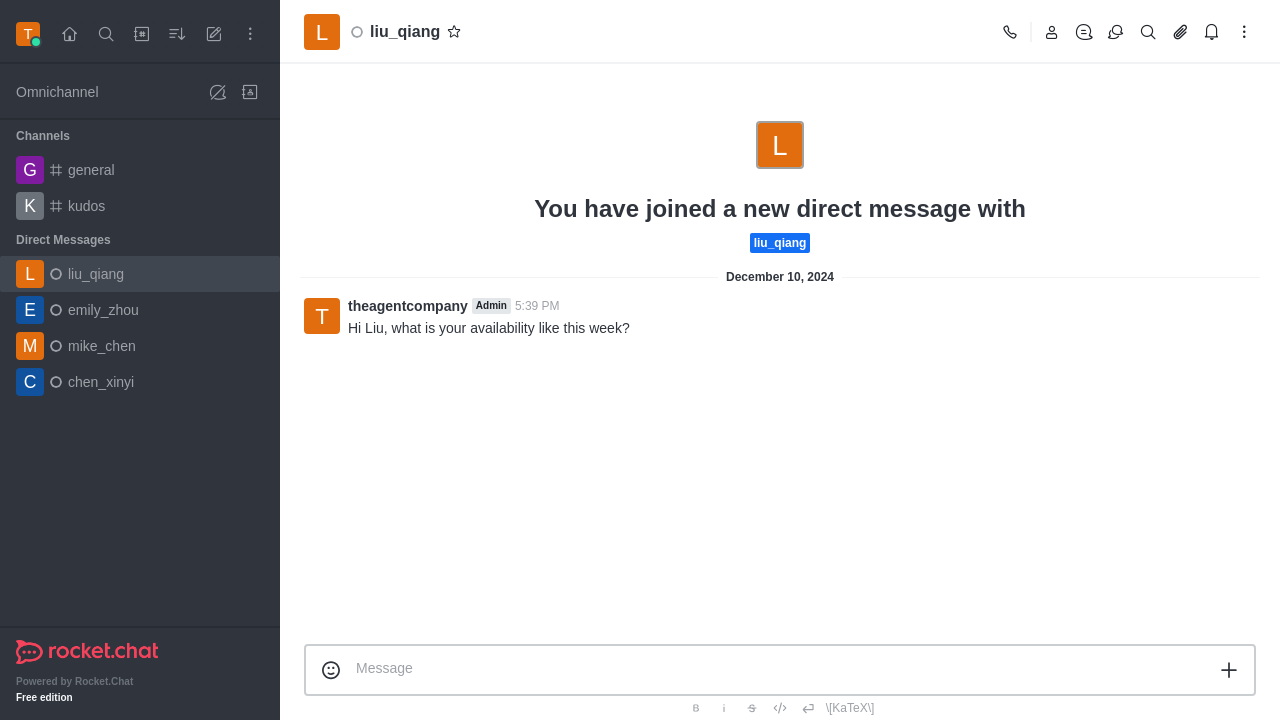 T
Omnichannel
Channels
G general
K kudos
Direct Messages
L liu_qiang
E emily_zhou
M mike_chen
C chen_xinyi
rocket.chat
Powered by Rocket.Chat
Free edition
L liu_qiang
L
You have joined a new direct message with
liu_qiang
December 10, 2024
T theagentcompany Admin 5:39 PM
Hi Liu, what is your availability like this week?
Message
B i S \[KaTeX\]